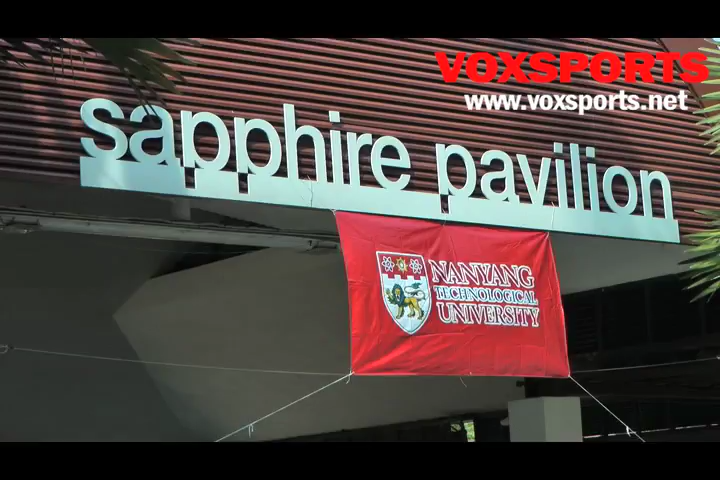 VOXSPORTS
www.voxsports.net
sapphire pavilion
NANYANG
TECHNOLOGICAL
UNIVERSITY